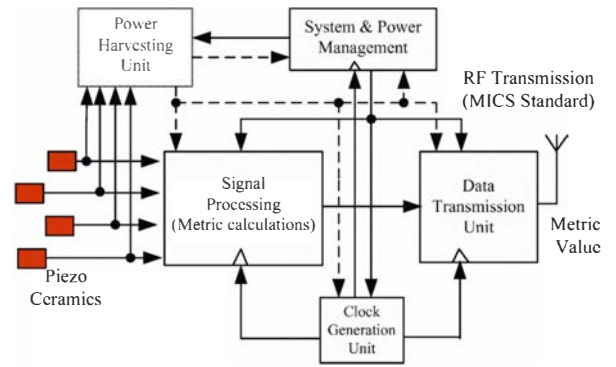 Power
Harvesting
Unit
System & Power
Management
RF Transmission
(MICS Standard)
Signal
Processing
(Metric calculations)
Data
Transmission
Unit
Metric
Value
Piezo
Ceramics
Clock
Generation
Unit